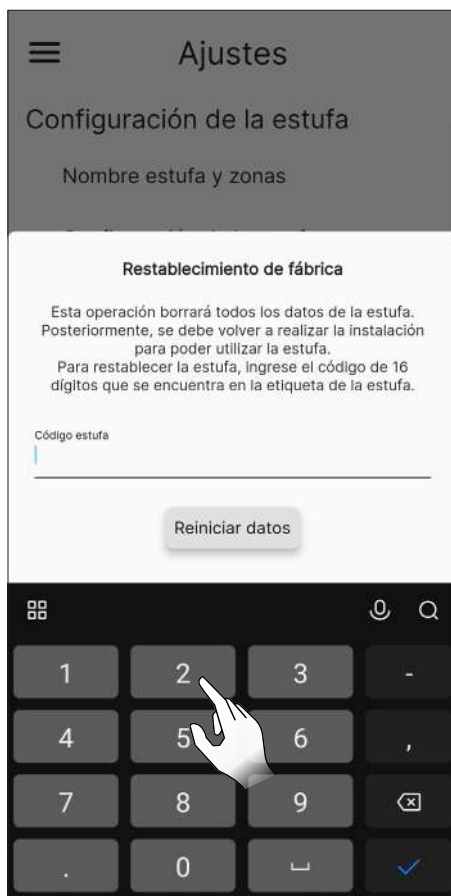 Ajustes
Configuración de la estufa
Nombre estufa y zonas
Restablecimiento de fábrica
Esta operación borrará todos los datos de la estufa.
Posteriormente, se debe volver a realizar la instalación
para poder utilizar la estufa.
Para restablecer la estufa, ingrese el código de 16
dígitos que se encuentra en la etiqueta de la estufa.
Código estufa
Reiniciar datos
1 2 3 -
4 5 6 ,
7 8 9
. 0